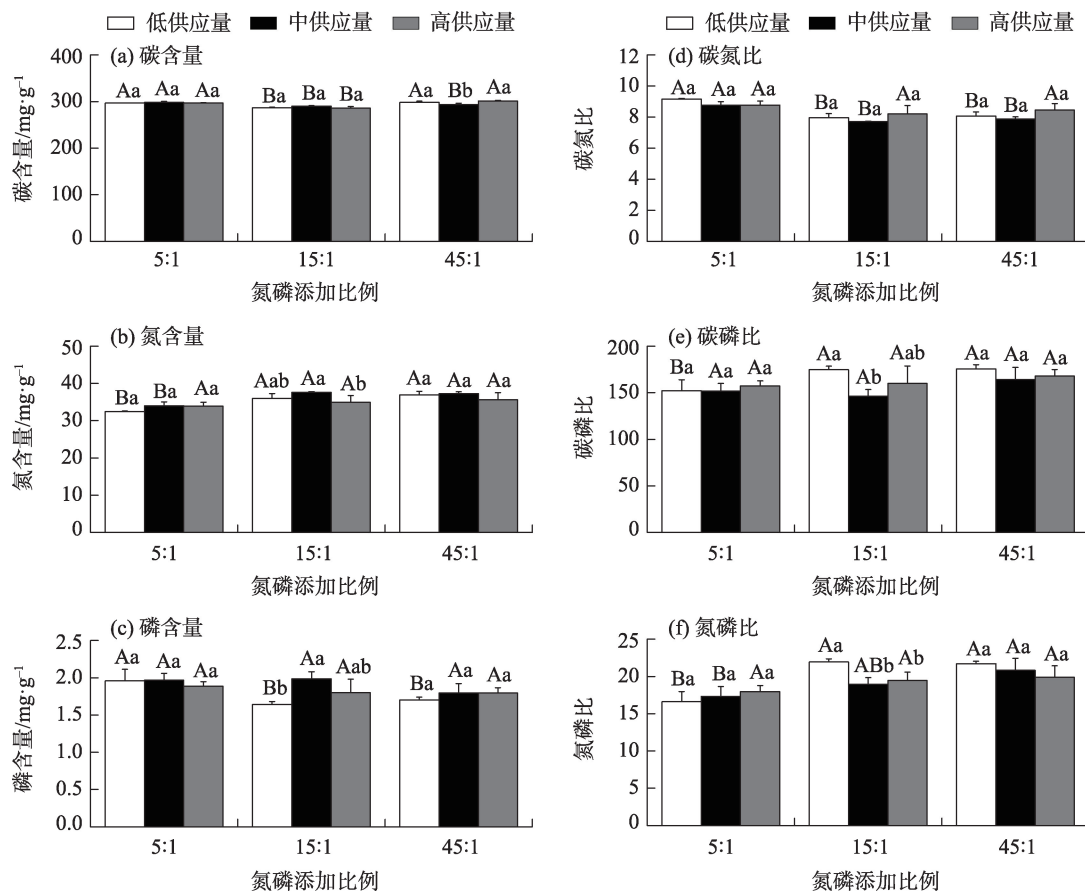 低供应量 中供应量 高供应量
(a) 碳含量
400
300
200
100
0
碳含量/mg·g⁻¹
Aa Aa Aa Ba Ba Ba Aa Bb Aa
5:1 15:1 45:1
氮磷添加比例
(b) 氮含量
50
40
30
20
10
0
氮含量/mg·g⁻¹
Ba Ba Aa Aab Aa Ab Aa Aa Aa
5:1 15:1 45:1
氮磷添加比例
(c) 磷含量
2.5
2.0
1.5
1.0
0.5
0.0
磷含量/mg·g⁻¹
Aa Aa Aa Bb Aa Aab Ba Aa Aa
5:1 15:1 45:1
氮磷添加比例
低供应量 中供应量 高供应量
(d) 碳氮比
12
10
8
6
4
2
0
碳氮比
Aa Aa Aa Ba Ba Aa Ba Ba Aa
5:1 15:1 45:1
氮磷添加比例
(e) 碳磷比
200
150
100
50
0
碳磷比
Ba Aa Aa Aa Ab Aab Aa Aa Aa
5:1 15:1 45:1
氮磷添加比例
(f) 氮磷比
25
20
15
10
5
0
氮磷比
Ba Ba Aa Aa ABb Ab Aa Aa Aa
5:1 15:1 45:1
氮磷添加比例